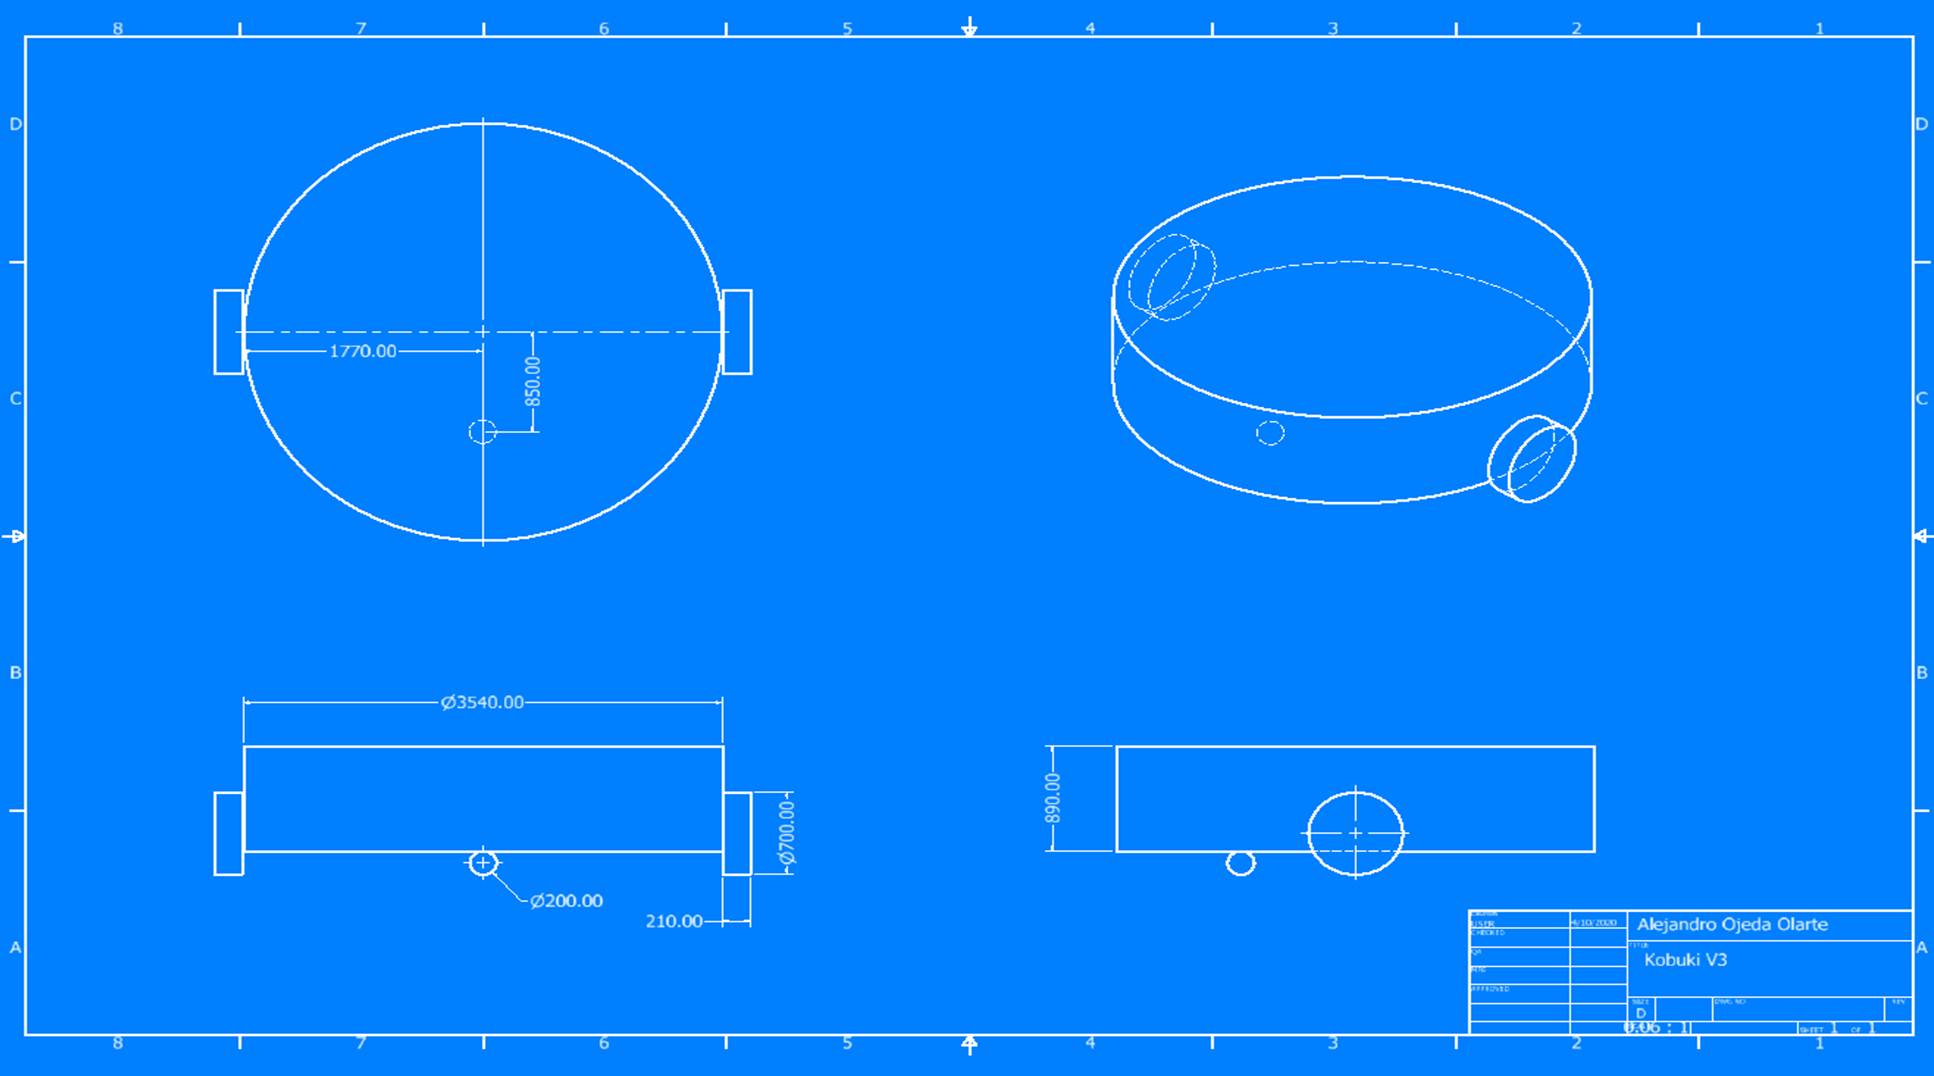 8 7 6 5 4 3 2 1
D D
1770.00
850.00
C C
B B
Ø3540.00
890.00
Ø700.00
Ø200.00
210.00
Alejandro Ojeda Olarte
USER
4/10/2020
CHECKED
TITLE
A A
Kobuki V3
QA
MFG
APPROVED
SIZE
DWG NO
REV
D
0.06 : 1
SHEET 1 OF 1
8 7 6 5 4 3 2 1